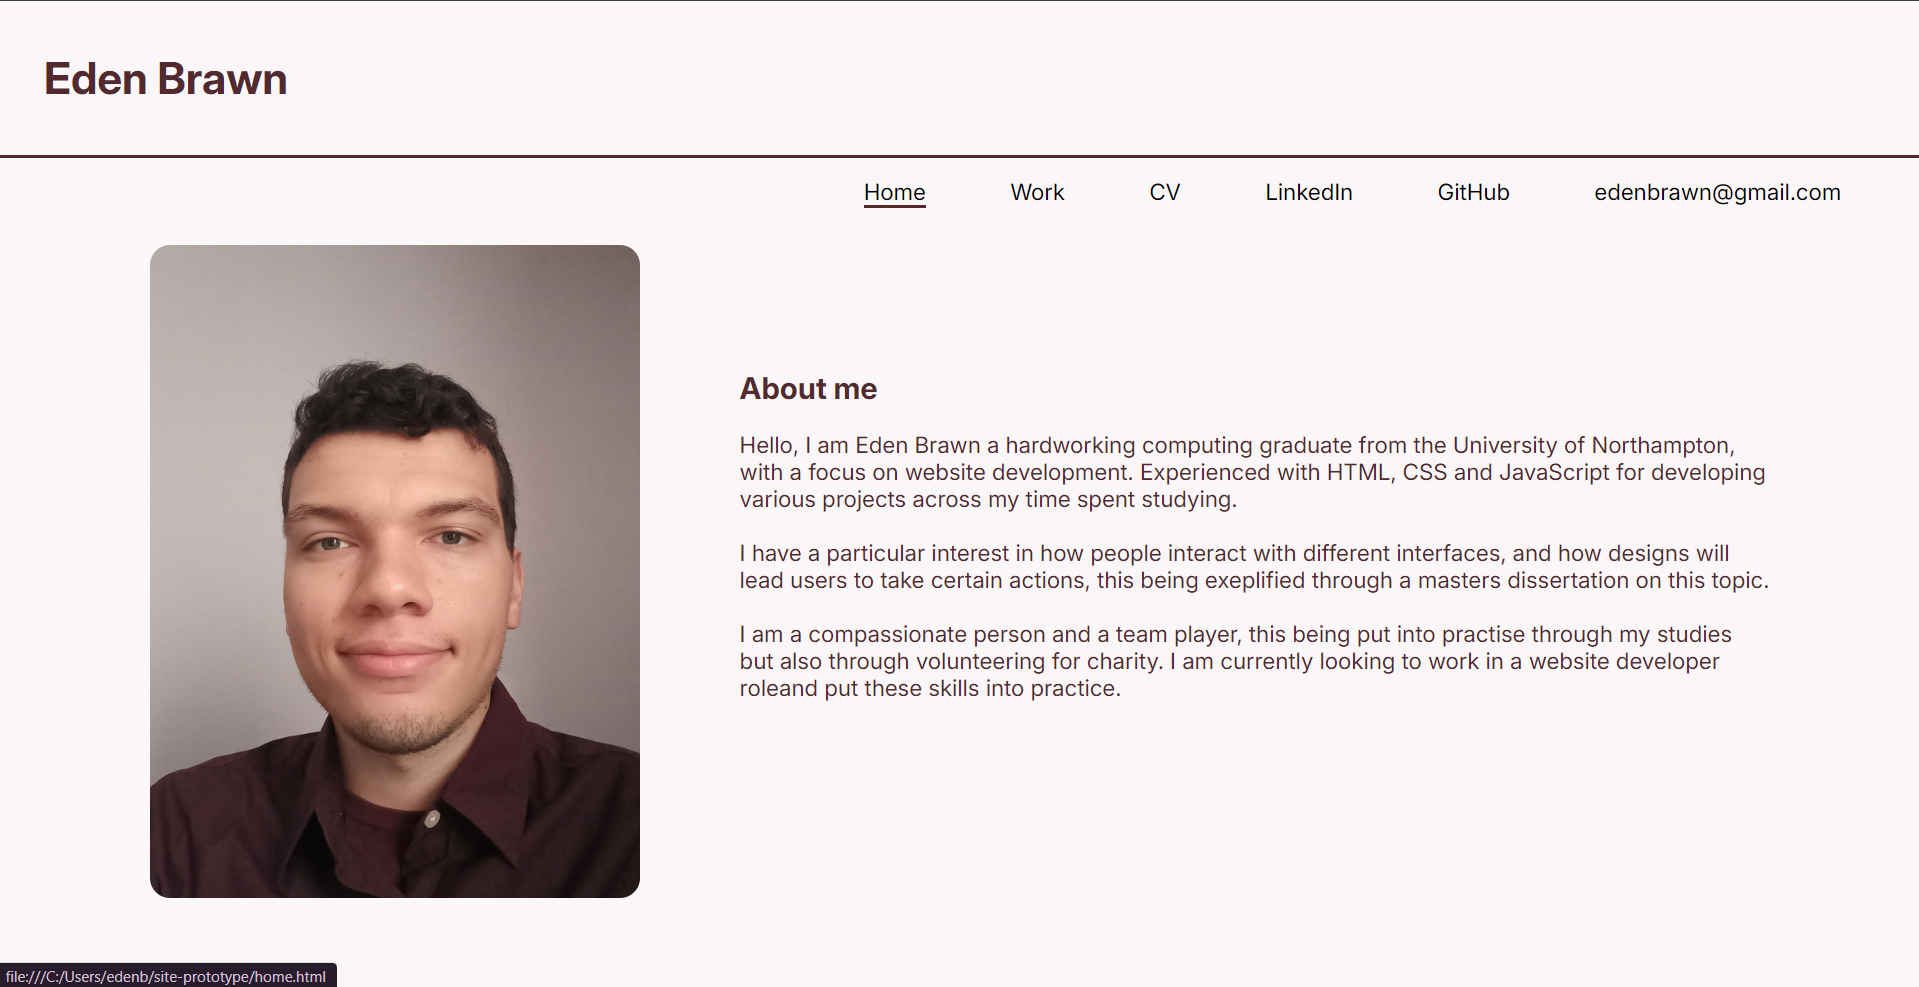 Eden Brawn
Home Work CV LinkedIn GitHub edenbrawn@gmail.com
About me
Hello, I am Eden Brawn a hardworking computing graduate from the University of Northampton,
with a focus on website development. Experienced with HTML, CSS and JavaScript for developing
various projects across my time spent studying.
I have a particular interest in how people interact with different interfaces, and how designs will
lead users to take certain actions, this being exeplified through a masters dissertation on this topic.
I am a compassionate person and a team player, this being put into practise through my studies
but also through volunteering for charity. I am currently looking to work in a website developer
roleand put these skills into practice.
file:///C:/Users/edenb/site-prototype/home.html